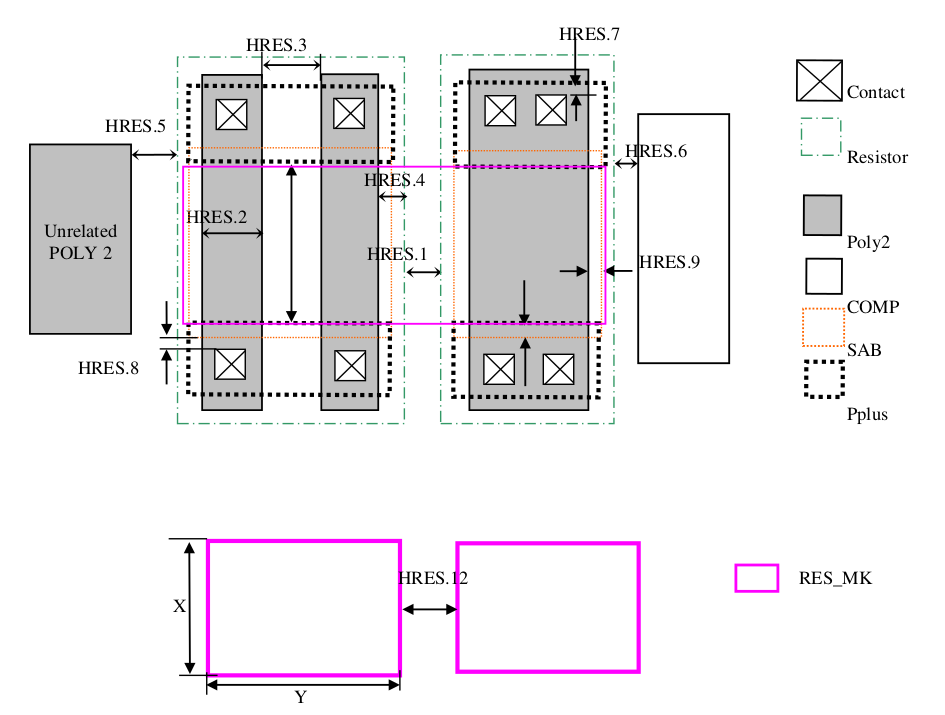 HRES.7
HRES.3
Contact
HRES.5
HRES.6
Resistor
HRES.4
HRES.2
Unrelated
POLY 2
Poly2
HRES.1
HRES.9
COMP
SAB
HRES.8
Pplus
HRES.12
RES_MK
X
Y